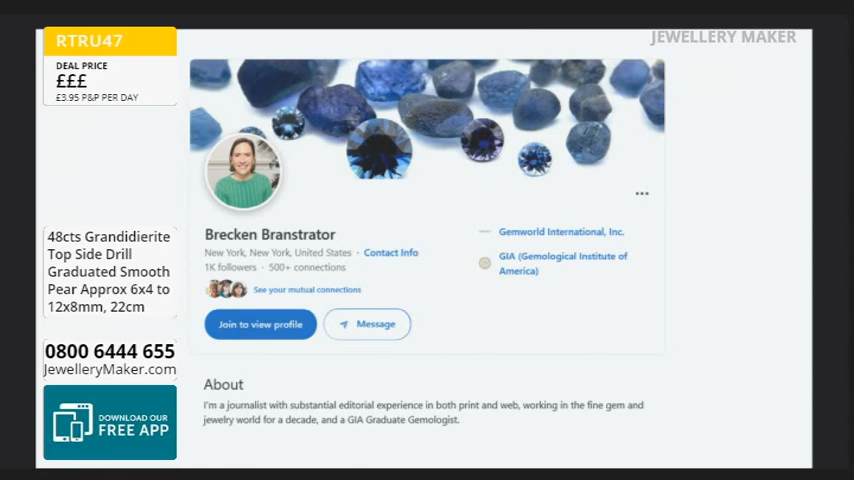 RTRU47
JEWELLERY MAKER
DEAL PRICE
£££
£3.95 P&P PER DAY
48cts Grandidierite
Top Side Drill
Graduated Smooth
Pear Approx 6x4 to
12x8mm, 22cm
0800 6444 655
JewelleryMaker.com
DOWNLOAD OUR
FREE APP
Brecken Branstrator
New York, New York, United States · Contact Info
1K followers · 500+ connections
See your mutual connections
Join to view profile
Message
Gemworld International, Inc.
GIA (Gemological Institute of
America)
About
I'm a journalist with substantial editorial experience in both print and web, working in the fine gem and
jewelry world for a decade, and a GIA Graduate Gemologist.